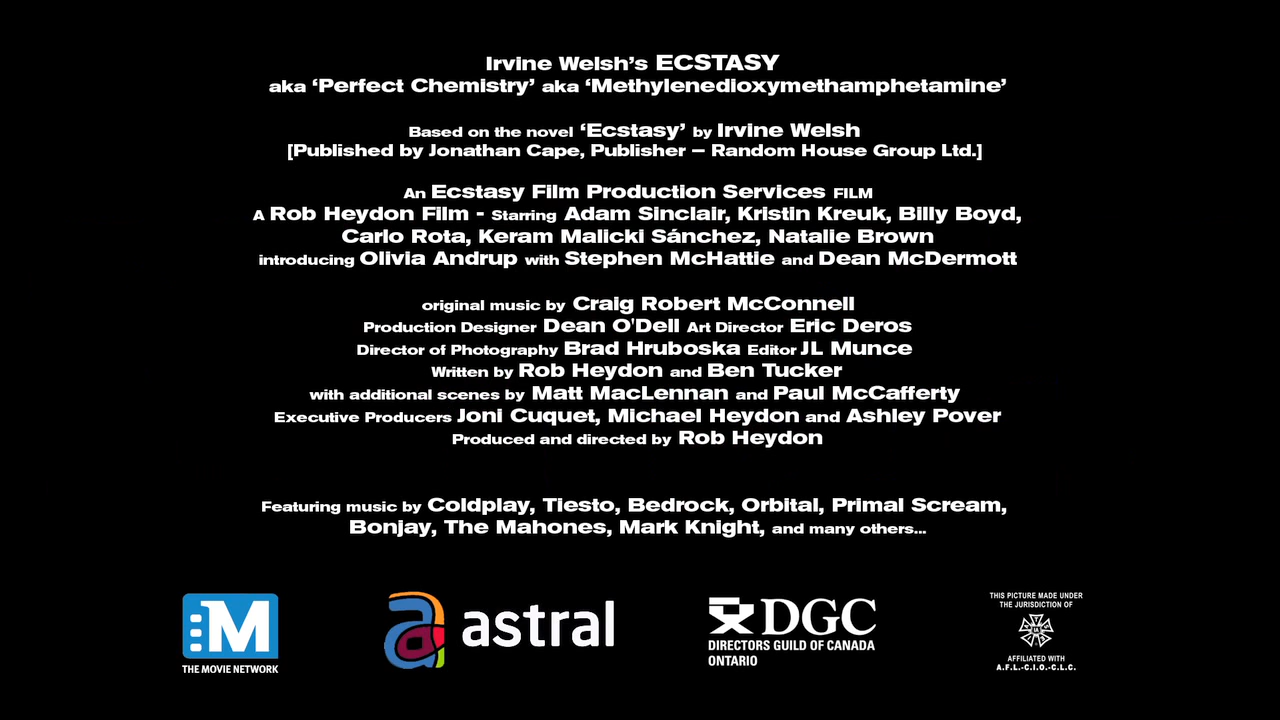 Irvine Welsh's ECSTASY
aka ‘Perfect Chemistry’ aka ‘Methylenedioxymethamphetamine’
Based on the novel ‘Ecstasy’ by Irvine Welsh
[Published by Jonathan Cape, Publisher – Random House Group Ltd.]
An Ecstasy Film Production Services FILM
A Rob Heydon Film - Starring Adam Sinclair, Kristin Kreuk, Billy Boyd,
Carlo Rota, Keram Malicki Sánchez, Natalie Brown
introducing Olivia Andrup with Stephen McHattie and Dean McDermott
original music by Craig Robert McConnell
Production Designer Dean O'Dell Art Director Eric Deros
Director of Photography Brad Hruboska Editor JL Munce
Written by Rob Heydon and Ben Tucker
with additional scenes by Matt MacLennan and Paul McCafferty
Executive Producers Joni Cuquet, Michael Heydon and Ashley Pover
Produced and directed by Rob Heydon
Featuring music by Coldplay, Tiesto, Bedrock, Orbital, Primal Scream,
Bonjay, The Mahones, Mark Knight, and many others...
M
THE MOVIE NETWORK
a astral
DGC
DIRECTORS GUILD OF CANADA
ONTARIO
THIS PICTURE MADE UNDER
THE JURISDICTION OF
AFFILIATED WITH
A.F.L.-C.I.O.-C.L.C.